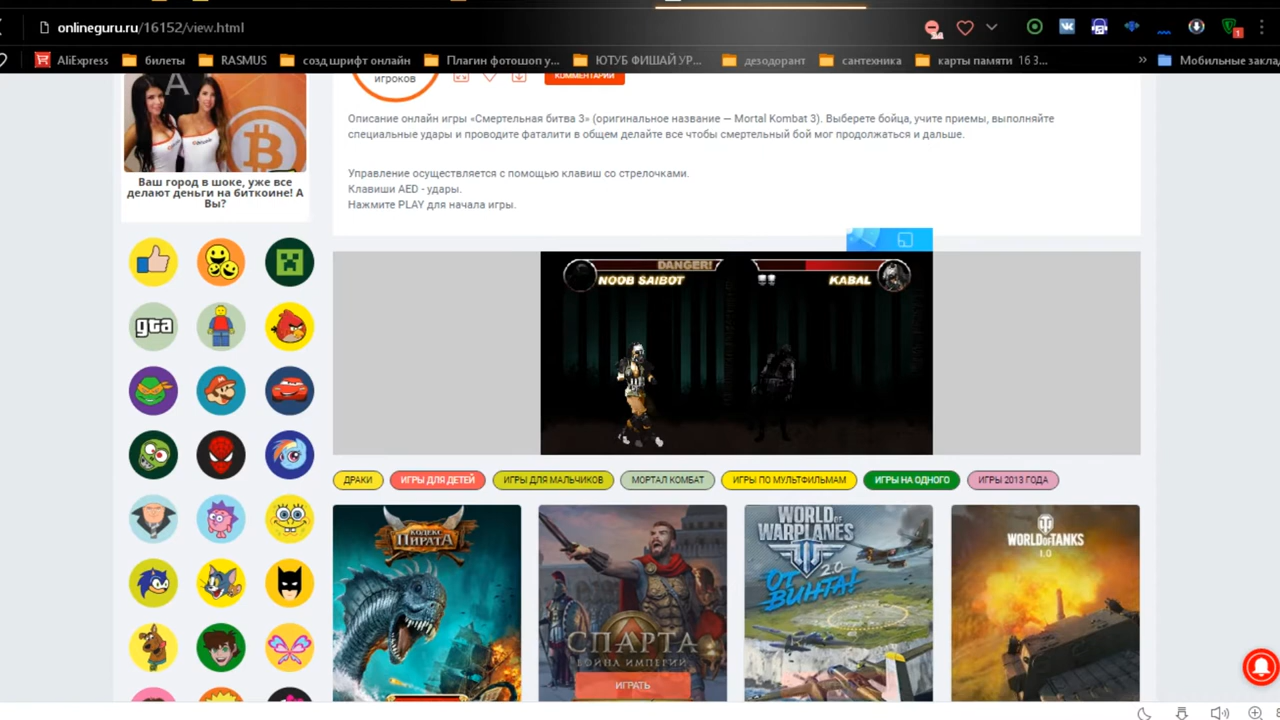 onlineguru.ru/16152/view.html
AliExpress
билеты
RASMUS
созд шрифт онлайн
Плагин фотошоп у...
ЮТУБ ФИШАЙ УР...
дезодорант
сантехника
карты памяти 16 3...
»
Мобильные заклад
игроков
КОММЕНТАРИИ
Описание онлайн игры «Смертельная битва 3» (оригинальное название — Mortal Kombat 3). Выберете бойца, учите приемы, выполняйте
специальные удары и проводите фаталити в общем делайте все чтобы смертельный бой мог продолжаться и дальше.
Управление осуществляется с помощью клавиш со стрелочками.
Клавиши AED - удары.
Нажмите PLAY для начала игры.
Ваш город в шоке, уже все
делают деньги на биткоине! А
Вы?
gta
DANGER!
NOOB SAIBOT
KABAL
ДРАКИ
ИГРЫ ДЛЯ ДЕТЕЙ
ИГРЫ ДЛЯ МАЛЬЧИКОВ
МОРТАЛ КОМБАТ
ИГРЫ ПО МУЛЬТФИЛЬМАМ
ИГРЫ НА ОДНОГО
ИГРЫ 2013 ГОДА
КОДЕКС
ПИРАТА
СПАРТА
ВОЙНА ИМПЕРИЙ
ИГРАТЬ
WORLD OF
WARPLANES
2.0
ОТ
ВИНТА!
WORLD OF TANKS
1.0
1